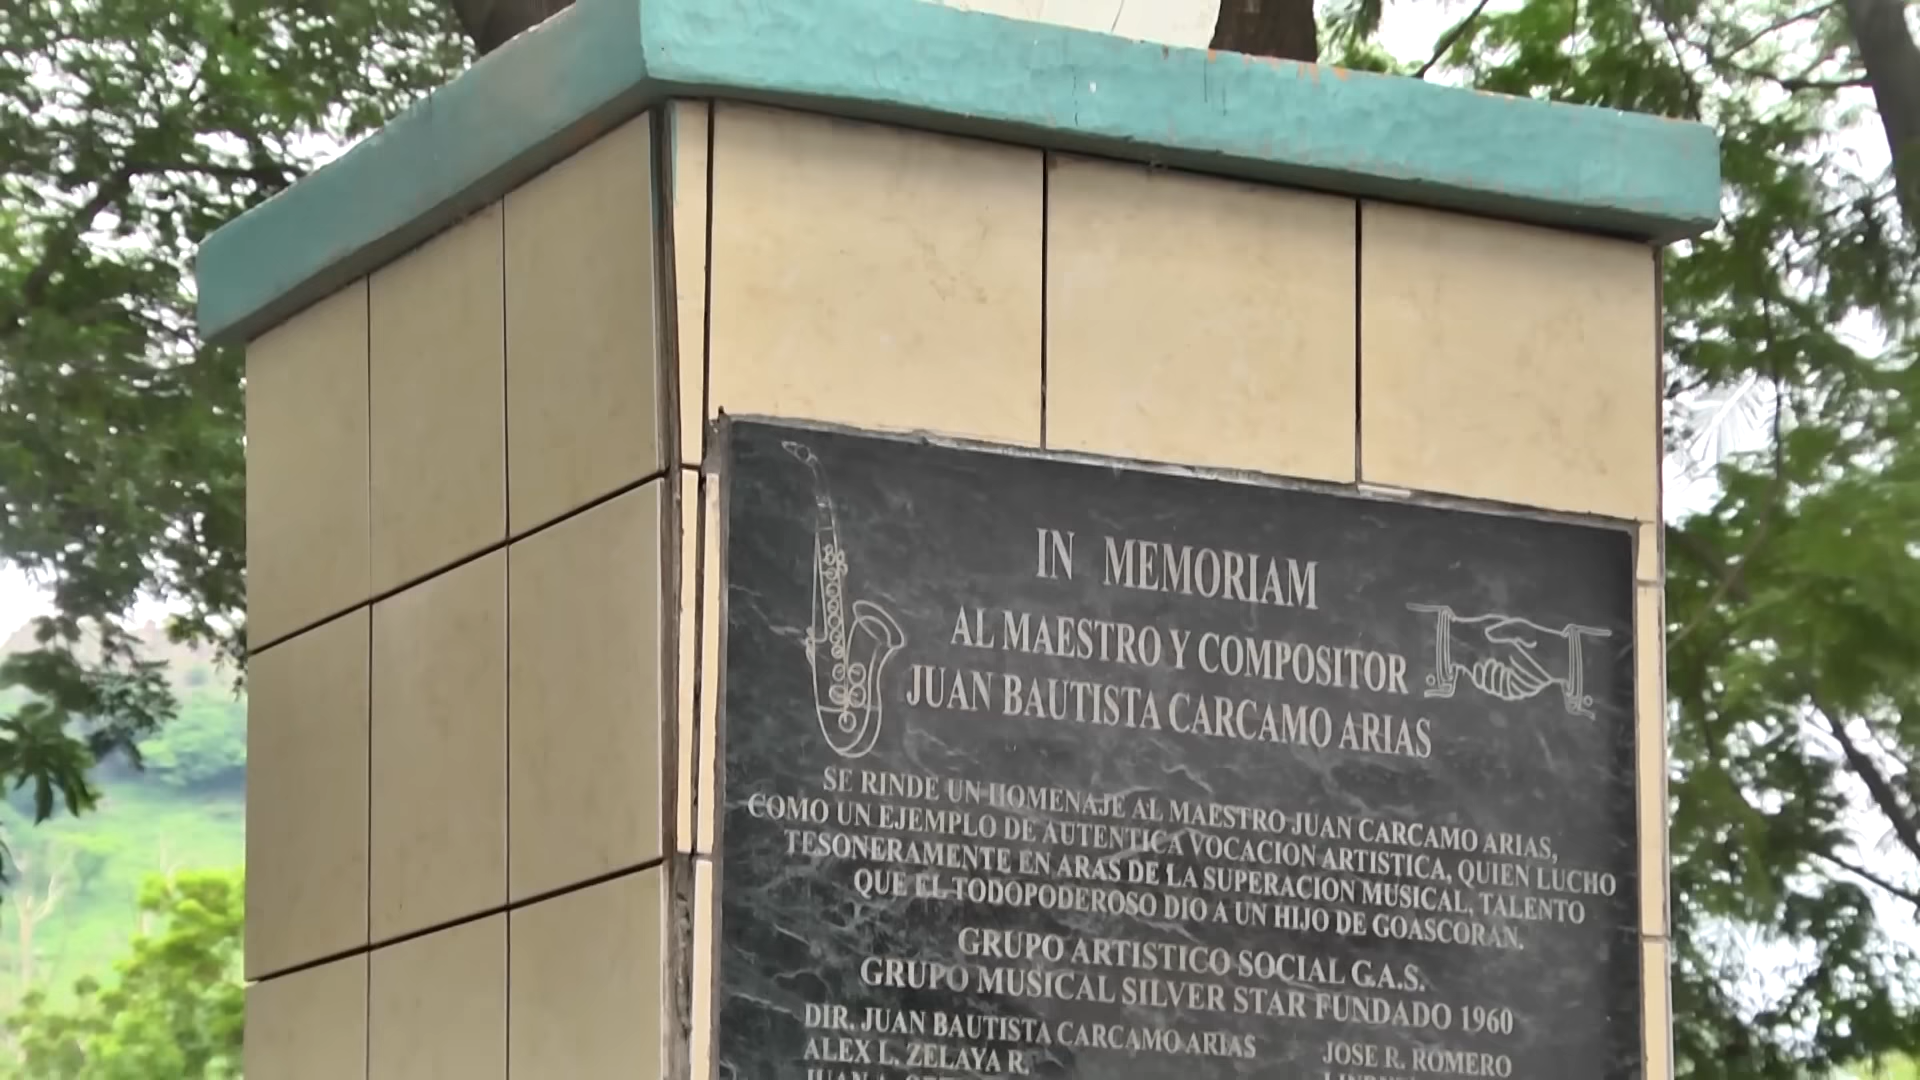 IN MEMORIAM
AL MAESTRO Y COMPOSITOR
JUAN BAUTISTA CARCAMO ARIAS
SE RINDE UN HOMENAJE AL MAESTRO JUAN CARCAMO ARIAS,
COMO UN EJEMPLO DE AUTENTICA VOCACION ARTISTICA, QUIEN LUCHO
TESONERAMENTE EN ARAS DE LA SUPERACION MUSICAL, TALENTO
QUE EL TODOPODEROSO DIO A UN HIJO DE GOASCORAN.
GRUPO ARTISTICO SOCIAL G.A.S.
GRUPO MUSICAL SILVER STAR FUNDADO 1960
DIR. JUAN BAUTISTA CARCAMO ARIAS
JOSE R. ROMERO
ALEX L. ZELAYA R.